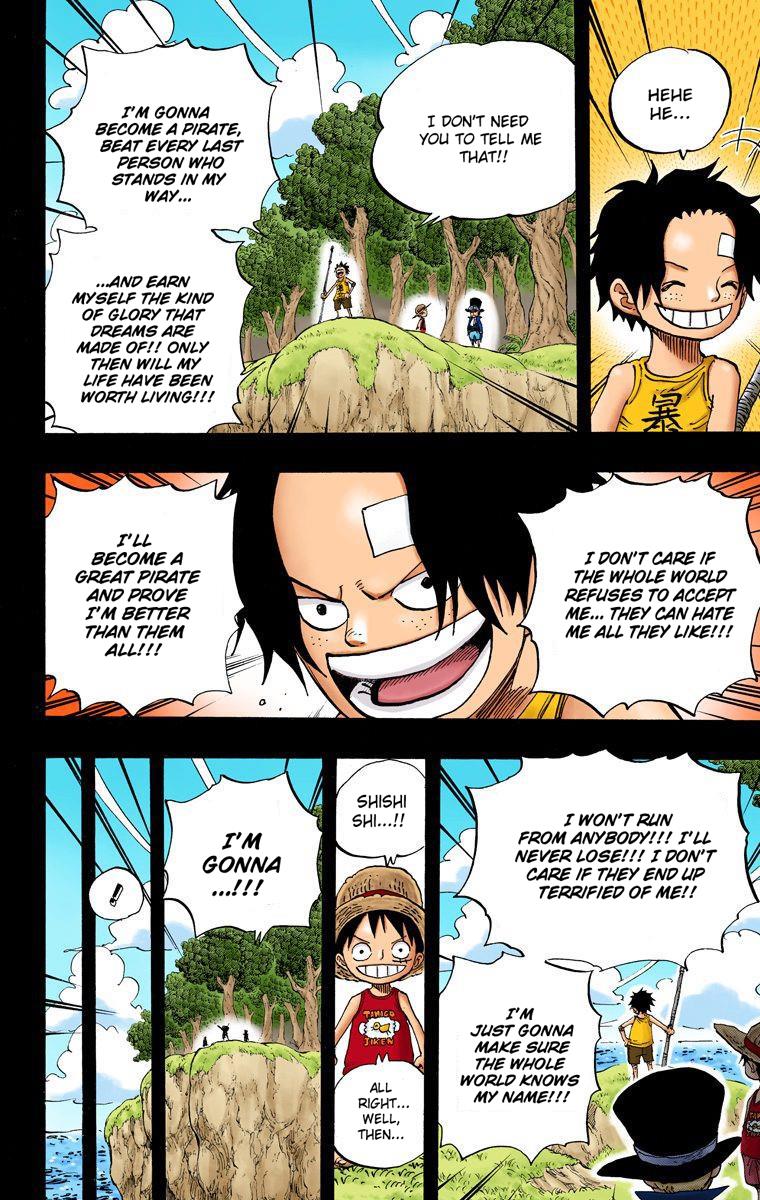 HEHE
HE...
I DON'T NEED
YOU TO TELL ME
THAT!!
I'M GONNA
BECOME A PIRATE,
BEAT EVERY LAST
PERSON WHO
STANDS IN MY
WAY...
...AND EARN
MYSELF THE KIND
OF GLORY THAT
DREAMS ARE
MADE OF!! ONLY
THEN WILL MY
LIFE HAVE BEEN
WORTH LIVING!!!
暴
I DON'T CARE IF
THE WHOLE WORLD
REFUSES TO ACCEPT
ME... THEY CAN HATE
ME ALL THEY LIKE!!!
I'LL
BECOME A
GREAT PIRATE
AND PROVE
I'M BETTER
THAN THEM
ALL!!!
I WON'T RUN
FROM ANYBODY!!! I'LL
NEVER LOSE!!! I DON'T
CARE IF THEY END UP
TERRIFIED OF ME!!
I'M
JUST GONNA
MAKE SURE
THE WHOLE
WORLD KNOWS
MY NAME!!!
SHISHI
SHI...!!
TAMAGO
JIKEN
ALL
RIGHT...
WELL,
THEN...
I'M
GONNA
...!!!
!!